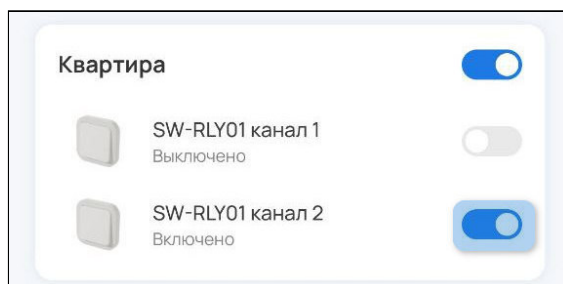 Квартира
SW-RLY01 канал 1
Выключено
SW-RLY01 канал 2
Включено